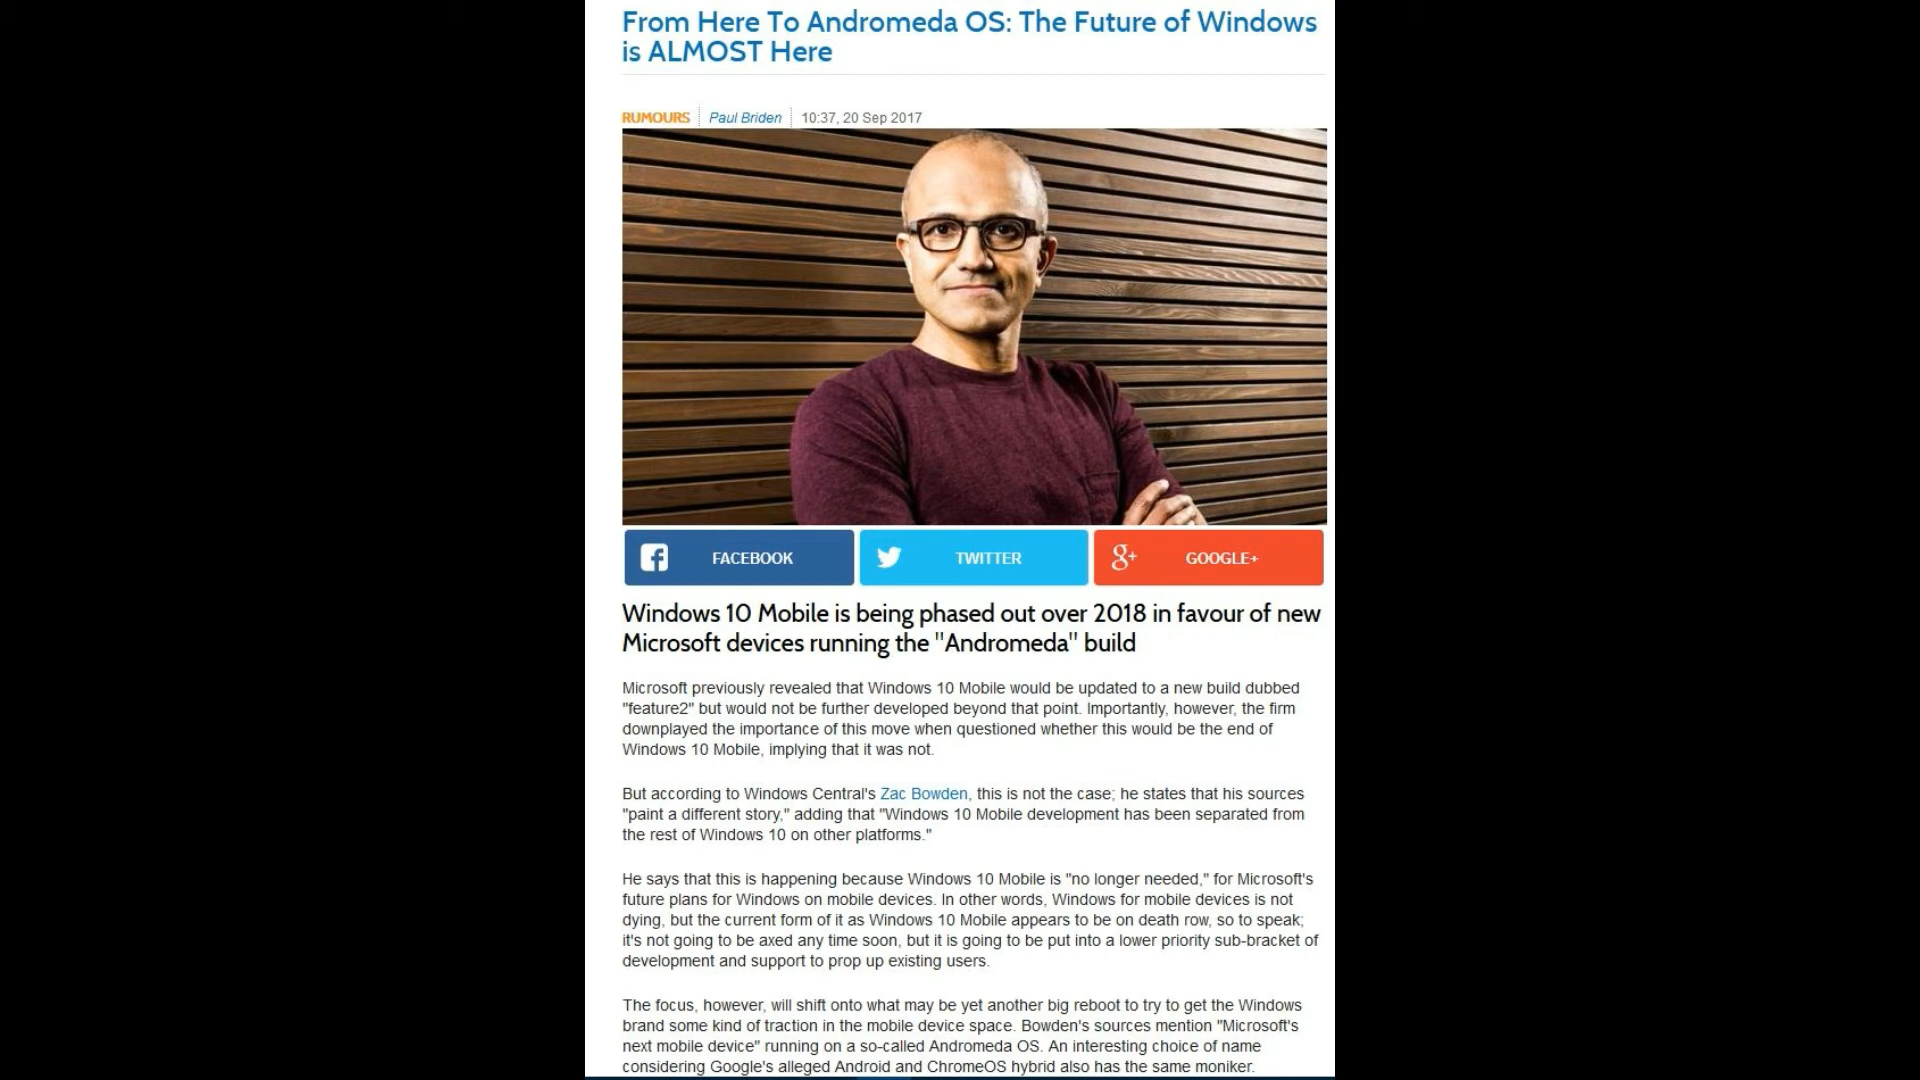 From Here To Andromeda OS: The Future of Windows
is ALMOST Here
RUMOURS Paul Briden 10:37, 20 Sep 2017
FACEBOOK TWITTER g+ GOOGLE+
Windows 10 Mobile is being phased out over 2018 in favour of new
Microsoft devices running the "Andromeda" build
Microsoft previously revealed that Windows 10 Mobile would be updated to a new build dubbed
"feature2" but would not be further developed beyond that point. Importantly, however, the firm
downplayed the importance of this move when questioned whether this would be the end of
Windows 10 Mobile, implying that it was not.
But according to Windows Central's Zac Bowden, this is not the case; he states that his sources
"paint a different story," adding that "Windows 10 Mobile development has been separated from
the rest of Windows 10 on other platforms."
He says that this is happening because Windows 10 Mobile is "no longer needed," for Microsoft's
future plans for Windows on mobile devices. In other words, Windows for mobile devices is not
dying, but the current form of it as Windows 10 Mobile appears to be on death row, so to speak;
it's not going to be axed any time soon, but it is going to be put into a lower priority sub-bracket of
development and support to prop up existing users.
The focus, however, will shift onto what may be yet another big reboot to try to get the Windows
brand some kind of traction in the mobile device space. Bowden's sources mention "Microsoft's
next mobile device" running on a so-called Andromeda OS. An interesting choice of name
considering Google's alleged Android and ChromeOS hybrid also has the same moniker.